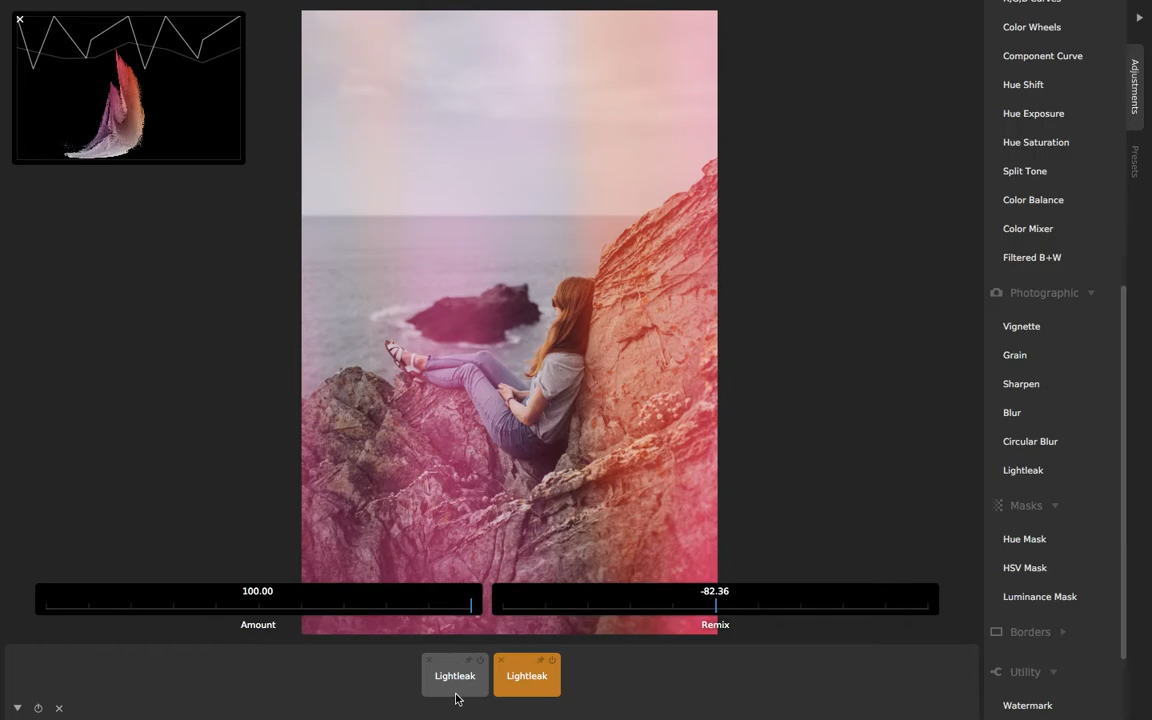 R/G/B Curves
Color Wheels
Component Curve
Hue Shift
Hue Exposure
Hue Saturation
Split Tone
Color Balance
Color Mixer
Filtered B+W
Photographic
Vignette
Grain
Sharpen
Blur
Circular Blur
Lightleak
Masks
Hue Mask
HSV Mask
Luminance Mask
Borders
Utility
Watermark
Adjustments
Presets
100.00
Amount
-82.36
Remix
Lightleak
Lightleak